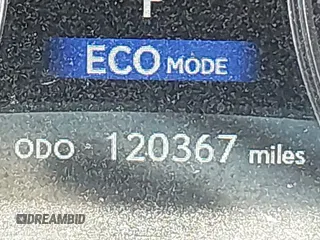 P
ECO MODE
ODO 120367 miles
DREAMBID